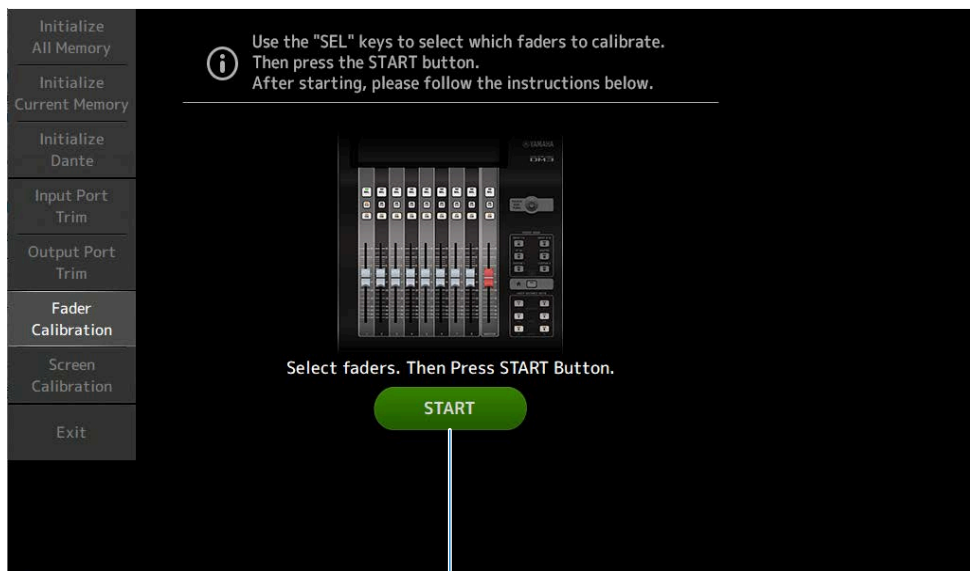 Initialize
All Memory
Initialize
Current Memory
Initialize
Dante
Input Port
Trim
Output Port
Trim
Fader
Calibration
Screen
Calibration
Exit
Use the "SEL" keys to select which faders to calibrate.
Then press the START button.
After starting, please follow the instructions below.
YAMAHA
DM3
Select faders. Then Press START Button.
START